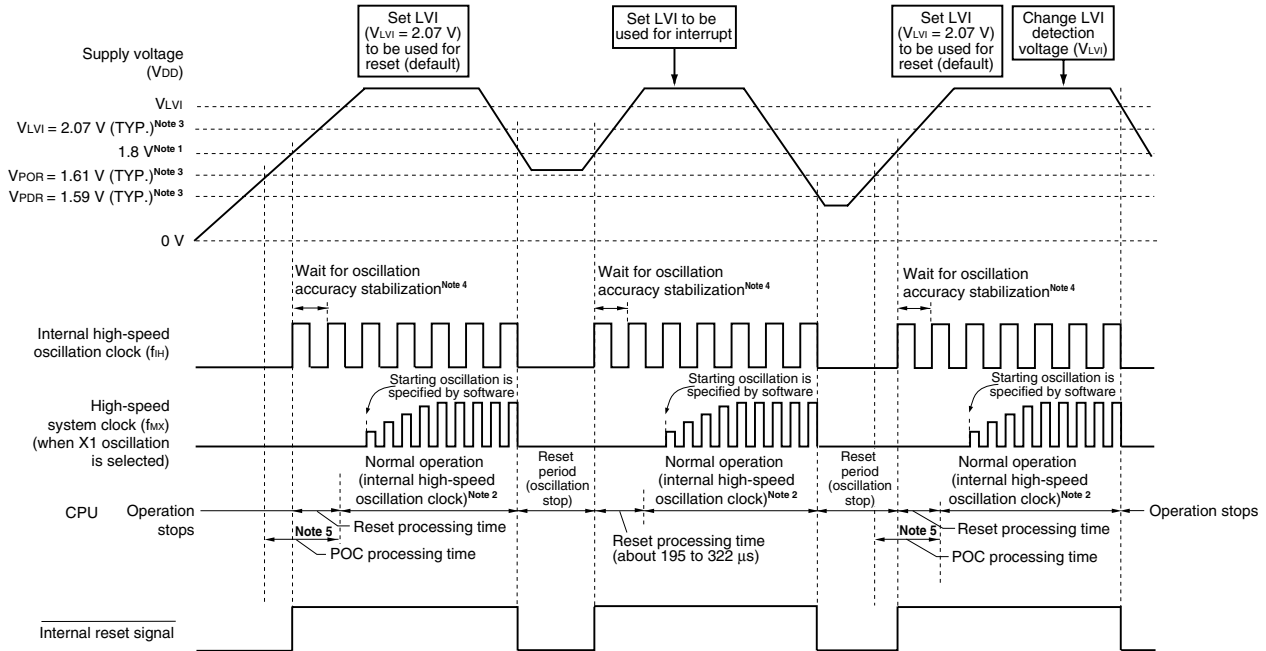 Set LVI
(VLVI = 2.07 V)
to be used for
reset (default)
Set LVI to be
used for interrupt
Set LVI
(VLVI = 2.07 V)
to be used for
reset (default)
Change LVI
detection
voltage (VLVI)
Supply voltage
(VDD)
VLVI
VLVI = 2.07 V (TYP.)Note 3
1.8 VNote 1
VPOR = 1.61 V (TYP.)Note 3
VPDR = 1.59 V (TYP.)Note 3
0 V
Wait for oscillation
accuracy stabilizationNote 4
Wait for oscillation
accuracy stabilizationNote 4
Wait for oscillation
accuracy stabilizationNote 4
Internal high-speed
oscillation clock (fIH)
Starting oscillation is
specified by software
Starting oscillation is
specified by software
Starting oscillation is
specified by software
High-speed
system clock (fMX)
(when X1 oscillation
is selected)
Normal operation
(internal high-speed
oscillation clock)Note 2
Reset
period
(oscillation
stop)
Normal operation
(internal high-speed
oscillation clock)Note 2
Reset
period
(oscillation
stop)
Normal operation
(internal high-speed
oscillation clock)Note 2
CPU
Operation
stops
Operation stops
Reset processing time
Note 5
POC processing time
Reset processing time
(about 195 to 322 μs)
Reset processing time
Note 5
POC processing time
Internal reset signal